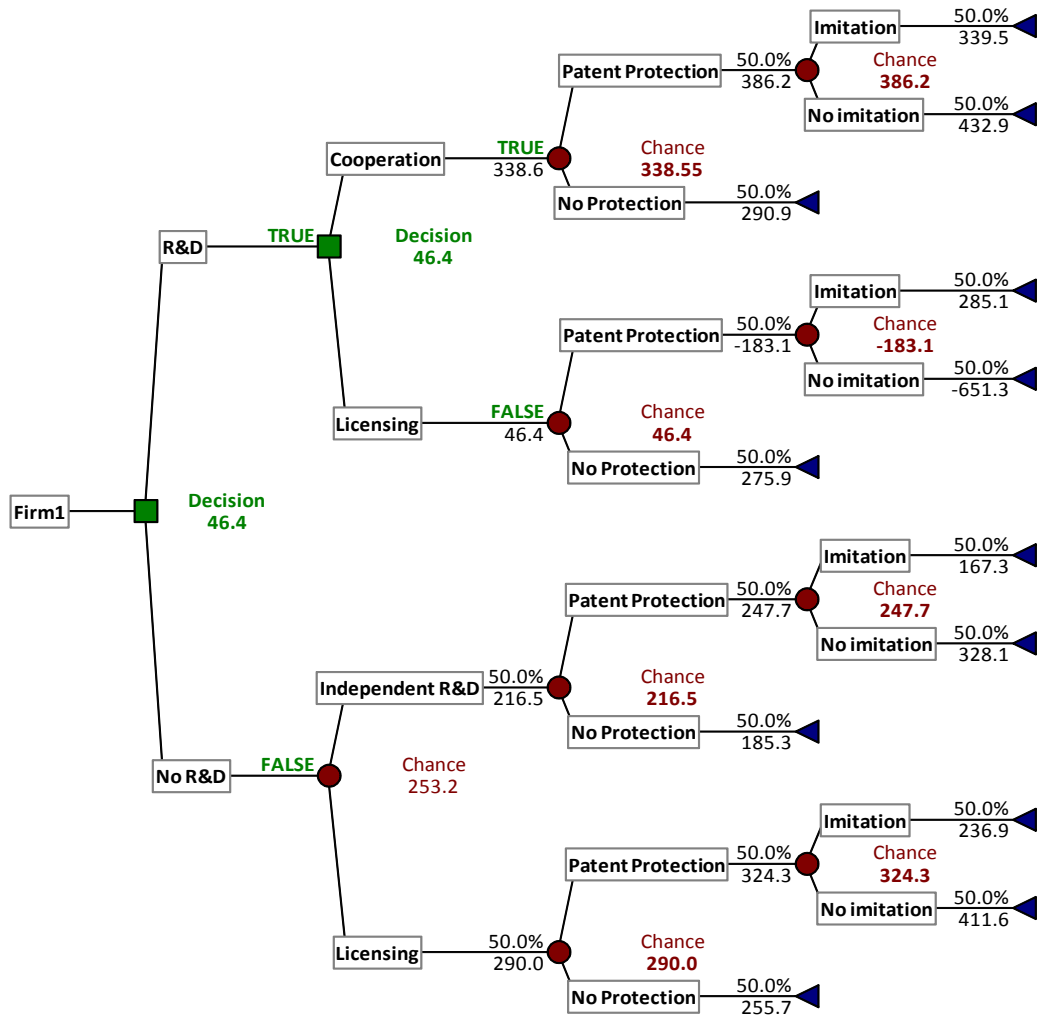 50.0%
Imitation
339.5
50.0%
Chance
Patent Protection
386.2
386.2
50.0%
No imitation
432.9
TRUE
Chance
Cooperation
338.6
338.55
50.0%
No Protection
290.9
TRUE
Decision
R&D
46.4
50.0%
Imitation
285.1
50.0%
Chance
Patent Protection
-183.1
-183.1
50.0%
No imitation
-651.3
FALSE
Chance
Licensing
46.4
46.4
50.0%
No Protection
275.9
Decision
Firm1
46.4
50.0%
Imitation
167.3
50.0%
Chance
Patent Protection
247.7
247.7
50.0%
No imitation
328.1
50.0%
Chance
Independent R&D
216.5
216.5
50.0%
No Protection
185.3
FALSE
Chance
No R&D
253.2
50.0%
Imitation
236.9
50.0%
Chance
Patent Protection
324.3
324.3
50.0%
No imitation
411.6
50.0%
Chance
Licensing
290.0
290.0
50.0%
No Protection
255.7